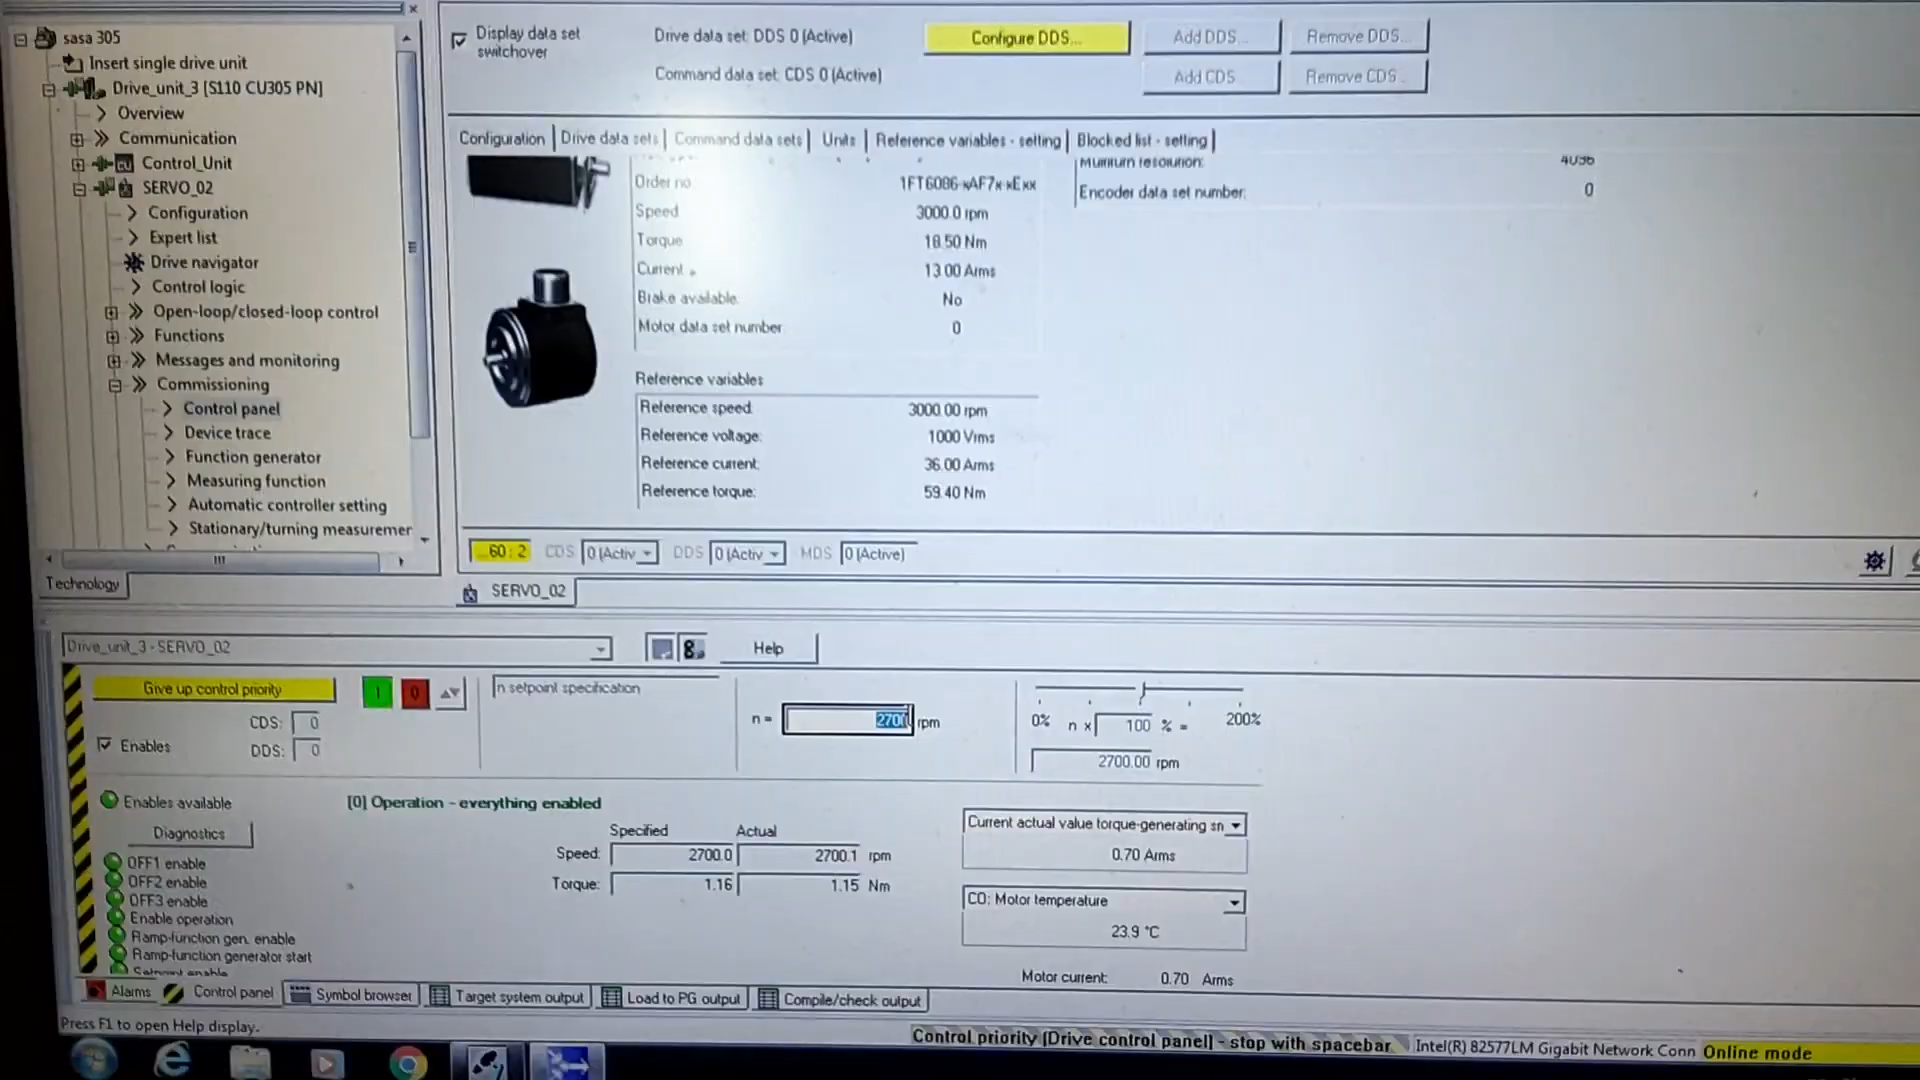 sasa 305
Insert single drive unit
Drive_unit_3 [S110 CU305 PN]
Overview
Communication
Control_Unit
SERVO_02
Configuration
Expert list
Drive navigator
Control logic
Open-loop/closed-loop control
Functions
Messages and monitoring
Commissioning
Control panel
Device trace
Function generator
Measuring function
Automatic controller setting
Stationary/turning measuremer
Technology
Display data set switchover
Drive data set: DDS 0 (Active)
Configure DDS...
Add DDS...
Remove DDS...
Command data set: CDS 0 (Active)
Add CDS
Remove CDS...
Configuration
Drive data sets
Command data sets
Units
Reference variables - setting
Blocked list - setting
Order no. 1FT6086-xAF7x-xExx
Speed 3000.0 rpm
Torque 18.50 Nm
Current 13.00 Arms
Brake available: No
Motor data set number: 0
Multiturn resolution: 4096
Encoder data set number: 0
Reference variables
Reference speed: 3000.00 rpm
Reference voltage: 1000 Vrms
Reference current: 36.00 Arms
Reference torque: 59.40 Nm
...60 : 2 CDS 0 (Activ DDS 0 (Activ MDS 0 (Active)
SERVO_02
Drive_unit_3 - SERVO_02
Help
Give up control priority
I 0
CDS: 0
Enables
DDS: 0
n setpoint specification
n = 2700 rpm
0% n x 100 % = 200%
2700.00 rpm
Enables available
[0] Operation - everything enabled
Diagnostics
OFF1 enable
OFF2 enable
OFF3 enable
Enable operation
Ramp-function gen. enable
Ramp-function generator start
Setpoint enable
Specified Actual
Speed: 2700.0 2700.1 rpm
Torque: 1.16 1.15 Nm
Current actual value torque-generating sm
0.70 Arms
CO: Motor temperature
23.9 °C
Motor current: 0.70 Arms
Alarms
Control panel
Symbol browser
Target system output
Load to PG output
Compile/check output
Press F1 to open Help display.
Control priority [Drive control panel] - stop with spacebar
Intel(R) 82577LM Gigabit Network Conn
Online mode